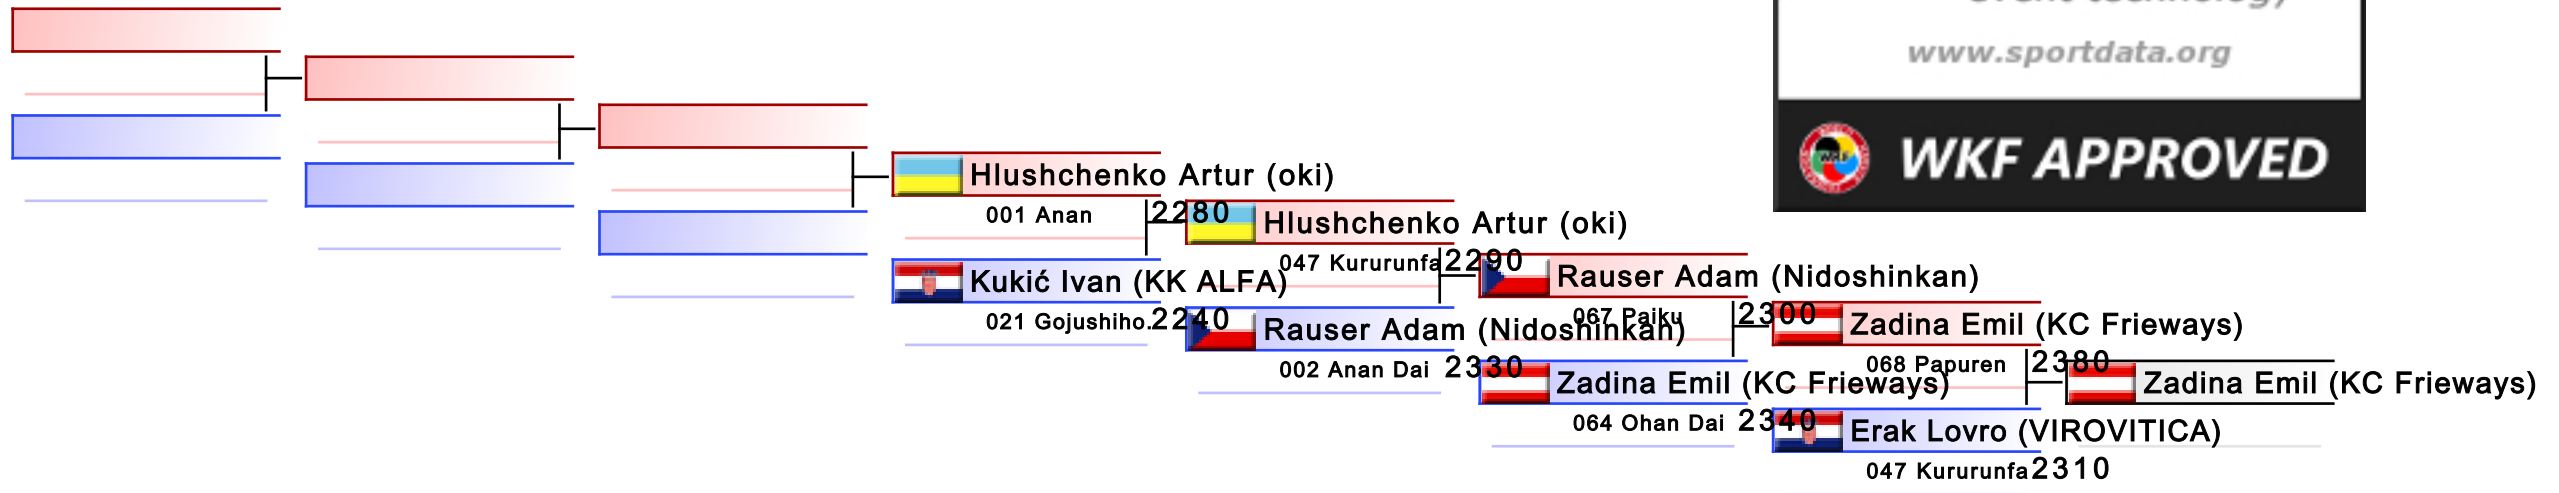 event technology
www.sportdata.org
WKF APPROVED
Hlushchenko Artur (oki)
001 Anan 2280
Hlushchenko Artur (oki)
047 Kururunfa 2290
Kukić Ivan (KK ALFA)
021 Gojushiho. 2240
Rauser Adam (Nidoshinkan)
067 Paiku 2300
Rauser Adam (Nidoshinkan)
002 Anan Dai 2330
Zadina Emil (KC Frieways)
068 Papuren 2380
Zadina Emil (KC Frieways)
064 Ohan Dai 2340
Zadina Emil (KC Frieways)
Erak Lovro (VIROVITICA)
047 Kururunfa 2310